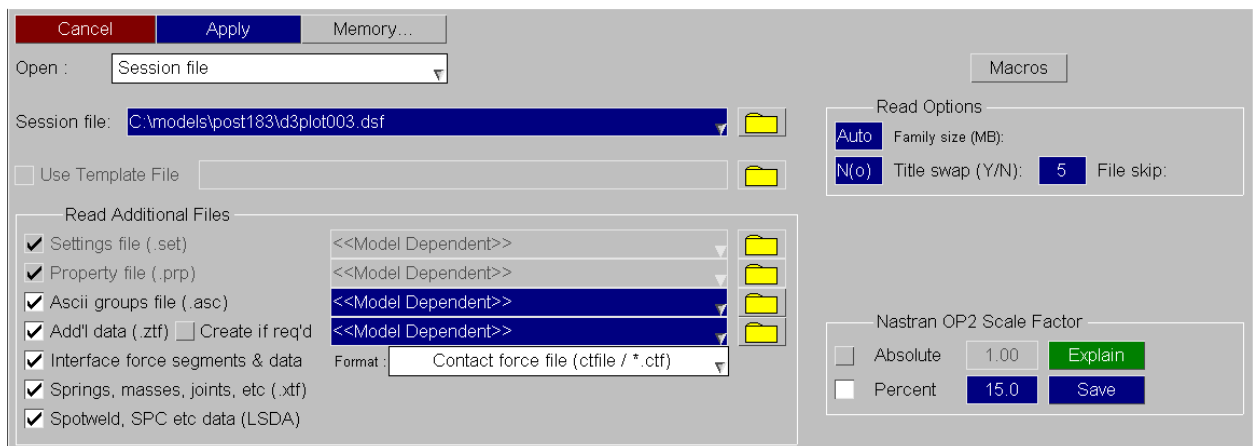 Cancel Apply Memory...
Open : Session file
Macros
Session file: C:\models\post183\d3plot003.dsf
Use Template File
Read Additional Files
Settings file (.set) <<Model Dependent>>
Property file (.prp) <<Model Dependent>>
Ascii groups file (.asc) <<Model Dependent>>
Add'l data (.ztf) Create if req'd <<Model Dependent>>
Interface force segments & data Format : Contact force file (ctfile / *.ctf)
Springs, masses, joints, etc (.xtf)
Spotweld, SPC etc data (LSDA)
Read Options
Auto Family size (MB):
N(o) Title swap (Y/N): 5 File skip:
Nastran OP2 Scale Factor
Absolute 1.00 Explain
Percent 15.0 Save